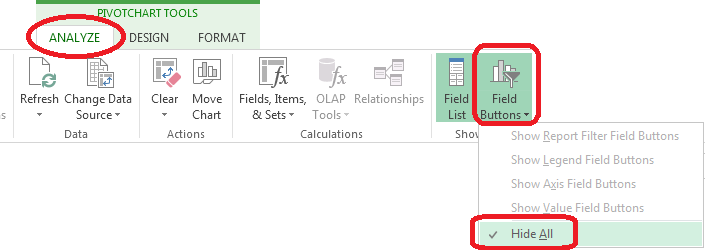 PIVOTCHART TOOLS
ANALYZE DESIGN FORMAT
Refresh Change Data Source Clear Move Chart Fields, Items, & Sets OLAP Tools Relationships Field List Field Buttons
Data Actions Calculations Sho
Show Report Filter Field Buttons
Show Legend Field Buttons
Show Axis Field Buttons
Show Value Field Buttons
Hide All